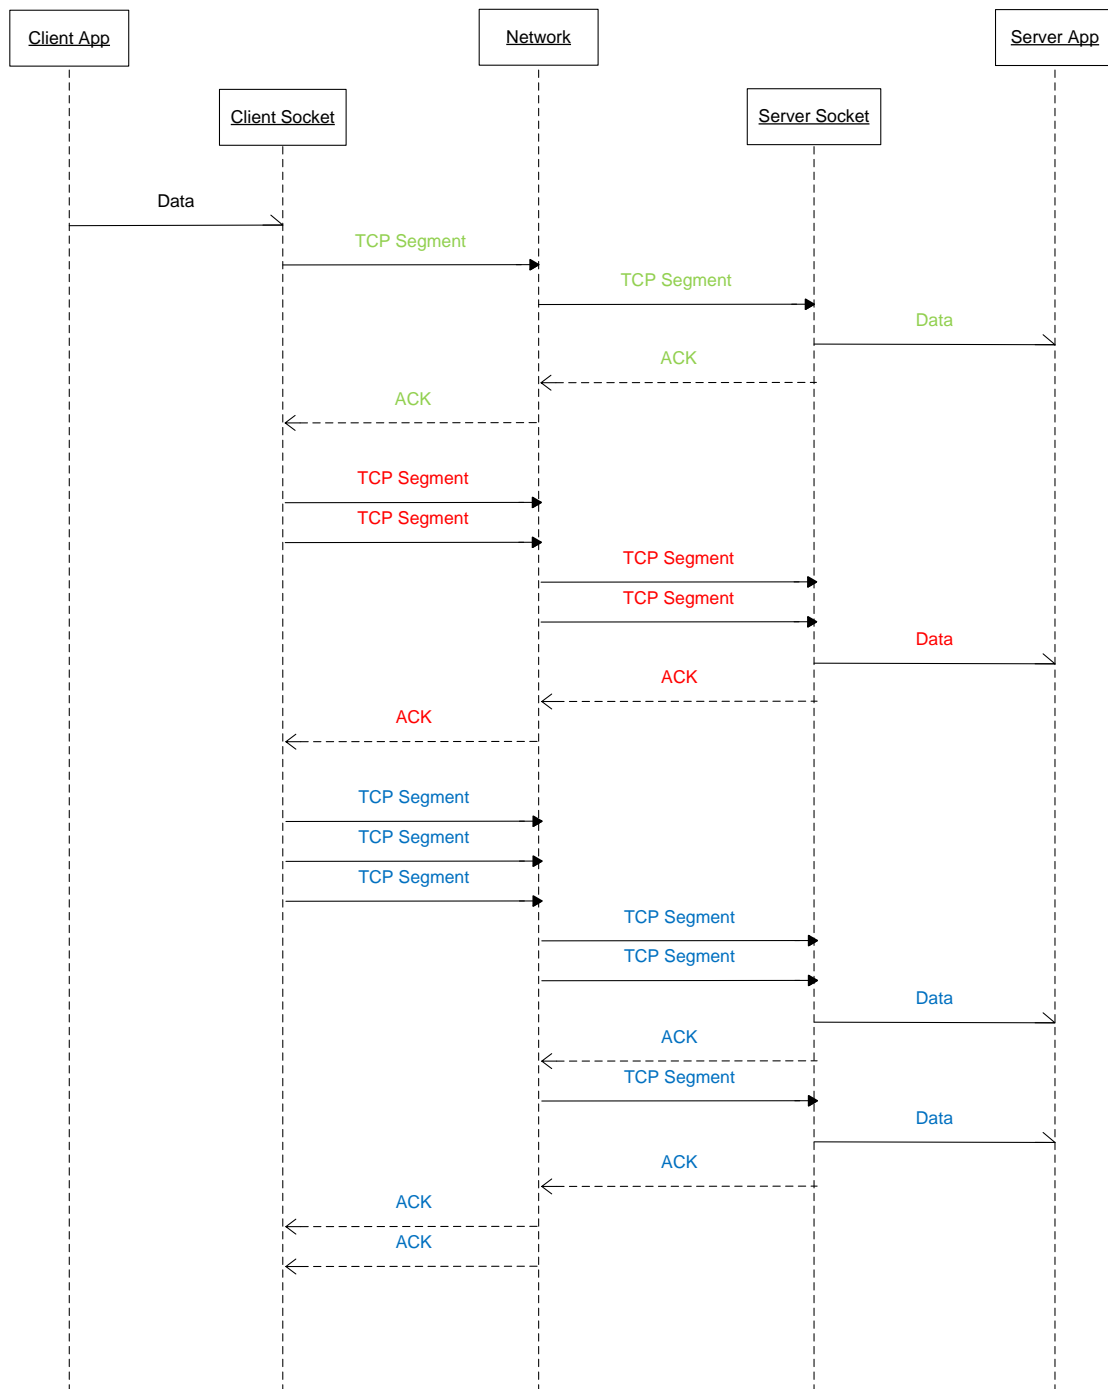 Client App
Network
Server App
Client Socket
Server Socket
Data
TCP Segment
TCP Segment
Data
ACK
ACK
TCP Segment
TCP Segment
TCP Segment
TCP Segment
Data
ACK
ACK
TCP Segment
TCP Segment
TCP Segment
TCP Segment
TCP Segment
Data
ACK
TCP Segment
Data
ACK
ACK
ACK